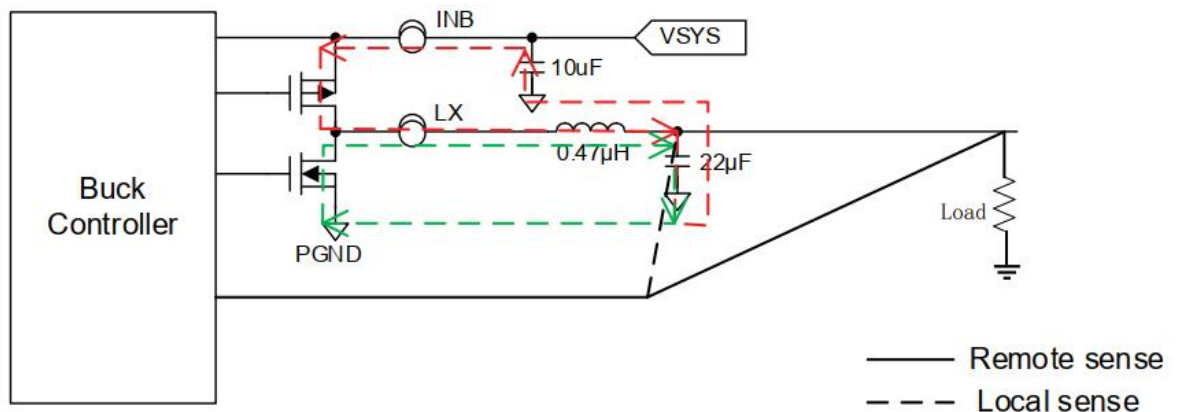 INB
VSYS
10uF
LX
0.47µH
22µF
Buck
Controller
Load
PGND
Remote sense
Local sense